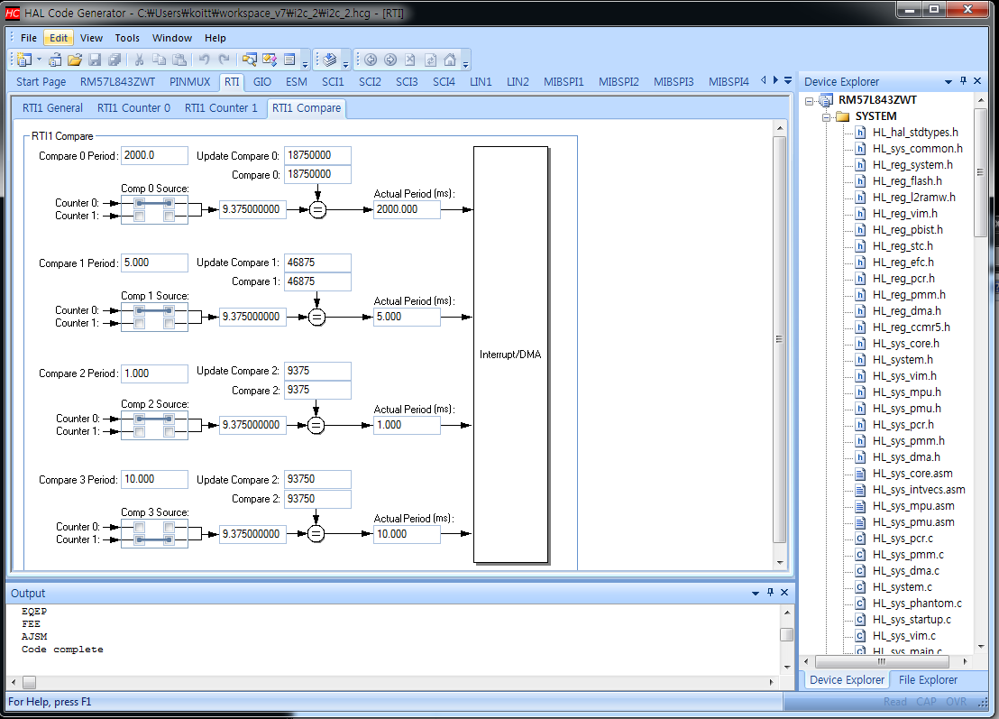 HC HAL Code Generator - C:₩Users₩koitt₩workspace_v7₩i2c_2₩i2c_2.hcg - [RTI]
File Edit View Tools Window Help
Start Page RM57L843ZWT PINMUX RTI GIO ESM SCI1 SCI2 SCI3 SCI4 LIN1 LIN2 MIBSPI1 MIBSPI2 MIBSPI3 MIBSPI4
RTI1 General RTI1 Counter 0 RTI1 Counter 1 RTI1 Compare
RTI1 Compare
Compare 0 Period: 2000.0 Update Compare 0: 18750000
Compare 0: 18750000
Comp 0 Source: Actual Period (ms):
Counter 0: 9.375000000 = 2000.000
Counter 1:
Compare 1 Period: 5.000 Update Compare 1: 46875
Compare 1: 46875
Comp 1 Source: Actual Period (ms):
Counter 0: 9.375000000 = 5.000
Counter 1:
Interrupt/DMA
Compare 2 Period: 1.000 Update Compare 2: 9375
Compare 2: 9375
Comp 2 Source: Actual Period (ms):
Counter 0: 9.375000000 = 1.000
Counter 1:
Compare 3 Period: 10.000 Update Compare 2: 93750
Compare 2: 93750
Comp 3 Source: Actual Period (ms):
Counter 0: 9.375000000 = 10.000
Counter 1:
Output
EQEP
FEE
AJSM
Code complete
Device Explorer
RM57L843ZWT
SYSTEM
HL_hal_stdtypes.h
HL_sys_common.h
HL_reg_system.h
HL_reg_flash.h
HL_reg_l2ramw.h
HL_reg_vim.h
HL_reg_pbist.h
HL_reg_stc.h
HL_reg_efc.h
HL_reg_pcr.h
HL_reg_pmm.h
HL_reg_dma.h
HL_reg_ccmr5.h
HL_sys_core.h
HL_system.h
HL_sys_vim.h
HL_sys_mpu.h
HL_sys_pmu.h
HL_sys_pcr.h
HL_sys_pmm.h
HL_sys_dma.h
HL_sys_core.asm
HL_sys_intvecs.asm
HL_sys_mpu.asm
HL_sys_pmu.asm
HL_sys_pcr.c
HL_sys_pmm.c
HL_sys_dma.c
HL_system.c
HL_sys_phantom.c
HL_sys_startup.c
HL_sys_vim.c
HL_sys_main.c
Device Explorer File Explorer
For Help, press F1 Read CAP OVR